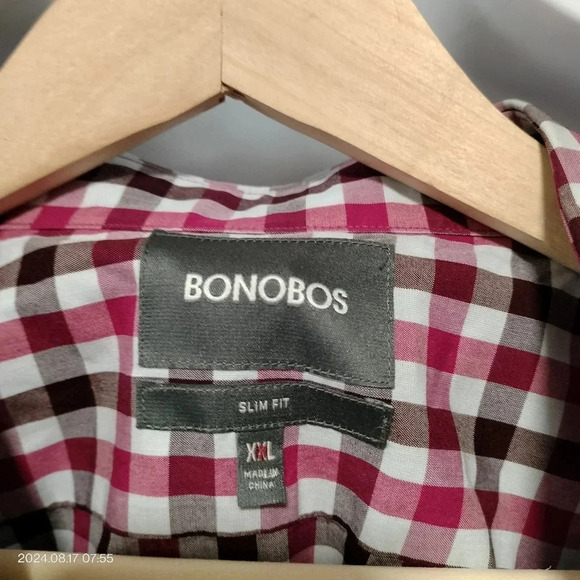 BONOBOS
SLIM FIT
XXL
MADE IN
CHINA
2024.08.17 07:55